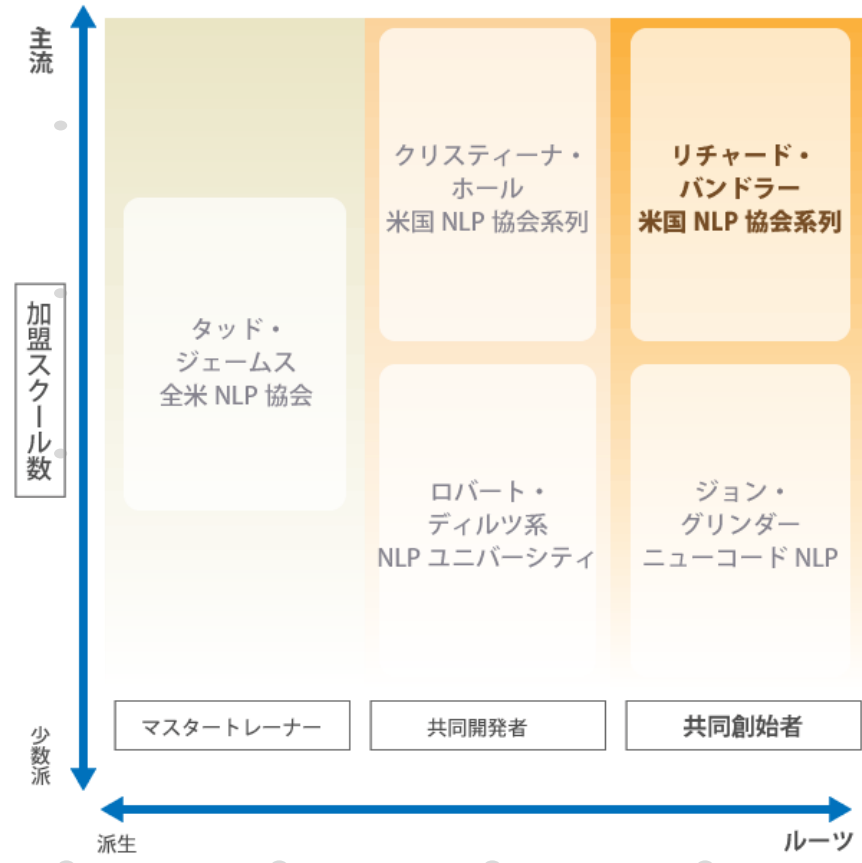 主流
クリスティーナ・
ホール
米国 NLP 協会系列
リチャード・
バンドラー
米国 NLP 協会系列
加盟スクール数
タッド・
ジェームス
全米 NLP 協会
ロバート・
ディルツ系
NLP ユニバーシティ
ジョン・
グリンダー
ニューコード NLP
少数派
マスタートレーナー
共同開発者
共同創始者
派生
ルーツ